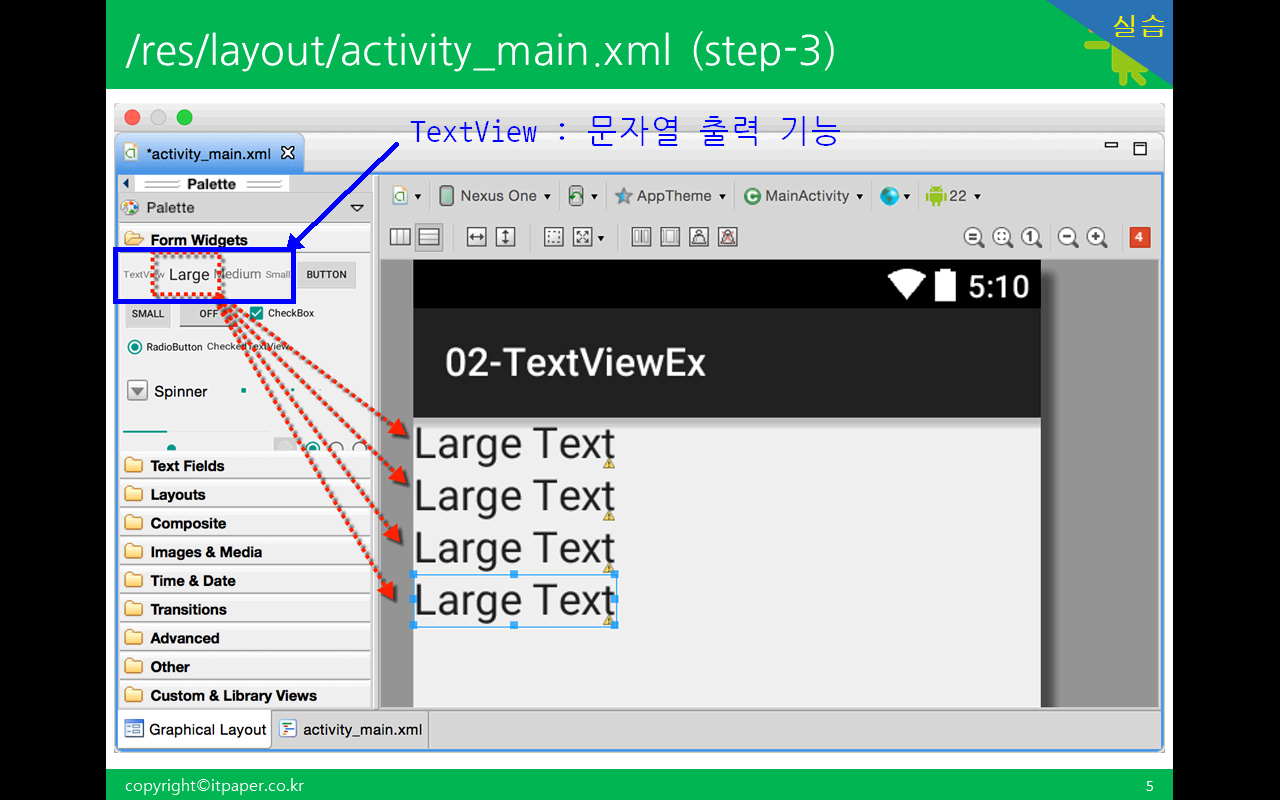 /res/layout/activity_main.xml (step-3)
실습
TextView : 문자열 출력 기능
*activity_main.xml
Palette
Palette
Nexus One
AppTheme
MainActivity
22
Form Widgets
1
4
TextView Large Medium Small BUTTON
SMALL OFF CheckBox
RadioButton CheckedTextView
Spinner
Text Fields
Layouts
Composite
Images & Media
Time & Date
Transitions
Advanced
Other
Custom & Library Views
5:10
02-TextViewEx
Large Text
Large Text
Large Text
Large Text
Graphical Layout
activity_main.xml
copyright©itpaper.co.kr
5